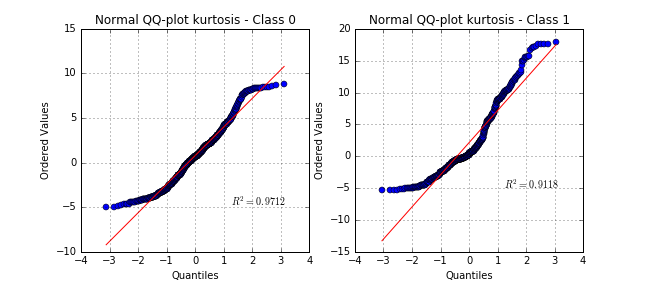 Normal QQ-plot kurtosis - Class 0
Ordered Values
15
10
5
0
−5
−10
R² = 0.9712
−4 −3 −2 −1 0 1 2 3 4
Quantiles
Normal QQ-plot kurtosis - Class 1
Ordered Values
20
15
10
5
0
−5
−10
−15
R² = 0.9118
−4 −3 −2 −1 0 1 2 3 4
Quantiles